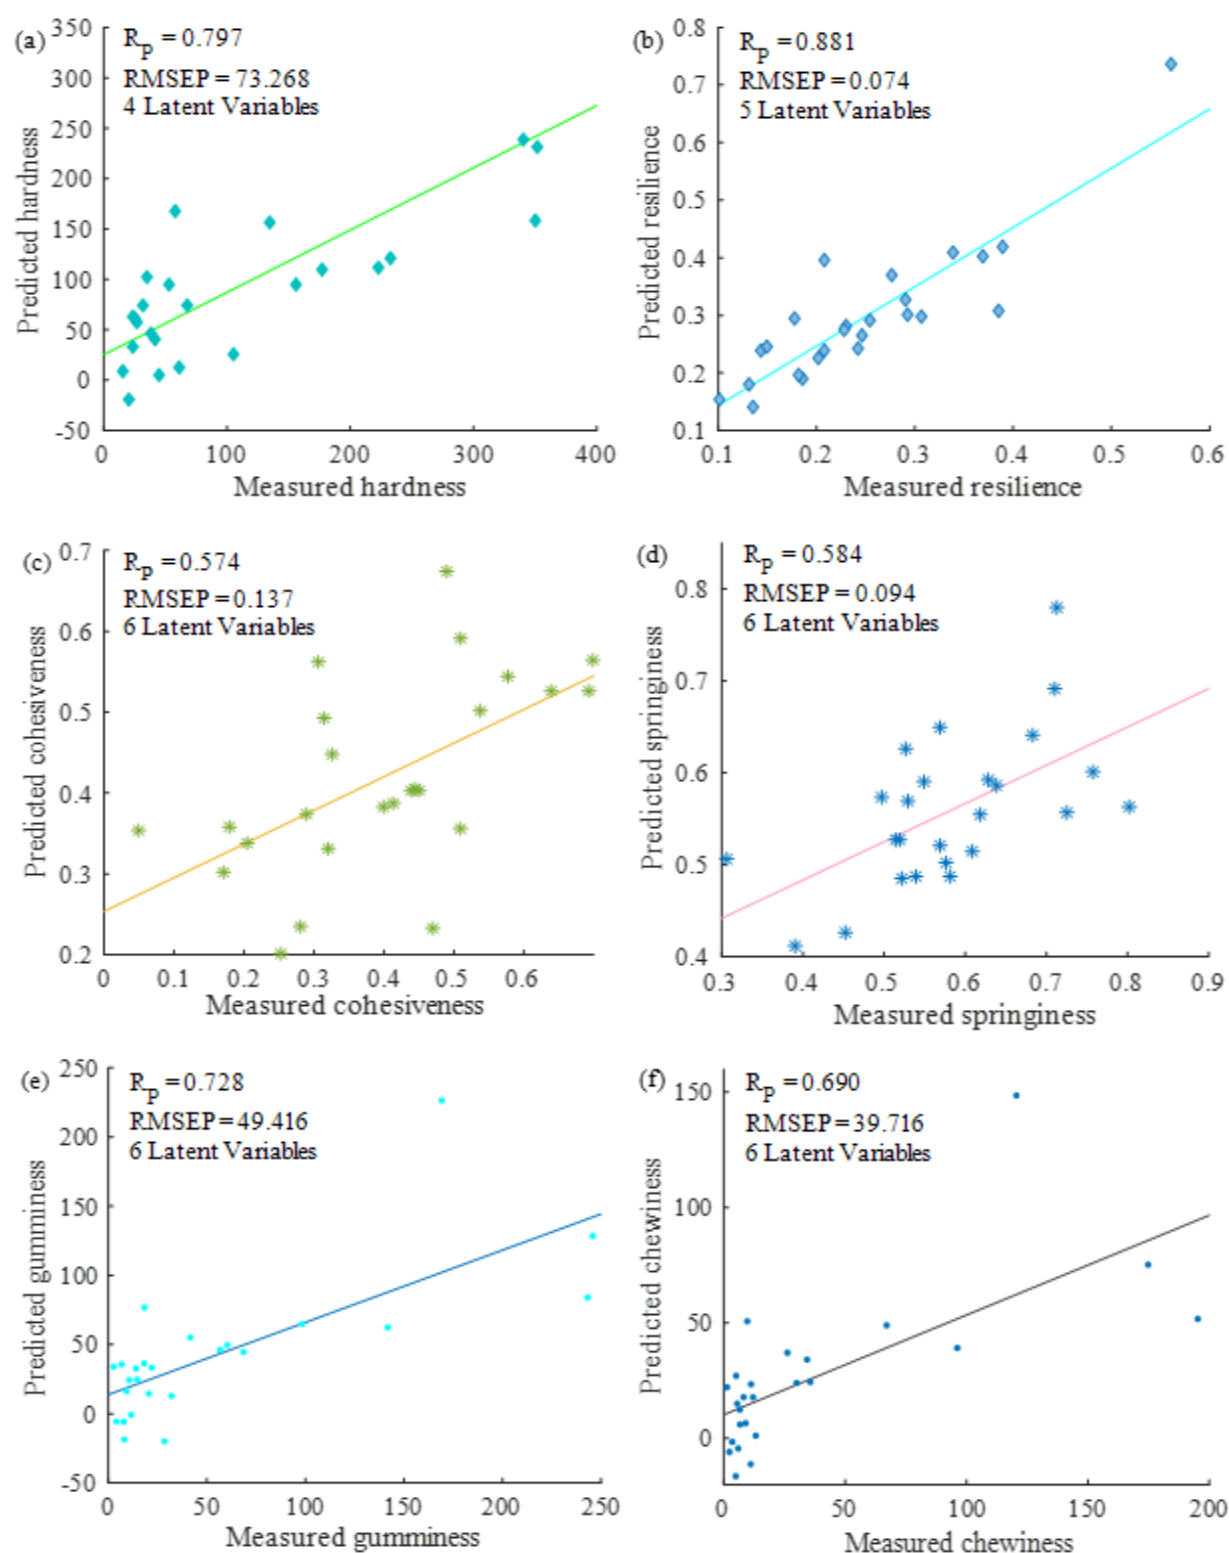 (a)
R_p = 0.797
RMSEP = 73.268
4 Latent Variables
350
300
250
200
150
100
50
0
-50
0 100 200 300 400
Predicted hardness
Measured hardness
(b)
R_p = 0.881
RMSEP = 0.074
5 Latent Variables
0.8
0.7
0.6
0.5
0.4
0.3
0.2
0.1
0.1 0.2 0.3 0.4 0.5 0.6
Predicted resilience
Measured resilience
(c)
R_p = 0.574
RMSEP = 0.137
6 Latent Variables
0.7
0.6
0.5
0.4
0.3
0.2
0 0.1 0.2 0.3 0.4 0.5 0.6
Predicted cohesiveness
Measured cohesiveness
(d)
R_p = 0.584
RMSEP = 0.094
6 Latent Variables
0.8
0.7
0.6
0.5
0.4
0.3 0.4 0.5 0.6 0.7 0.8 0.9
Predicted springiness
Measured springiness
(e)
R_p = 0.728
RMSEP = 49.416
6 Latent Variables
250
200
150
100
50
0
-50
0 50 100 150 200 250
Predicted gumminess
Measured gumminess
(f)
R_p = 0.690
RMSEP = 39.716
6 Latent Variables
150
100
50
0
0 50 100 150 200
Predicted chewiness
Measured chewiness